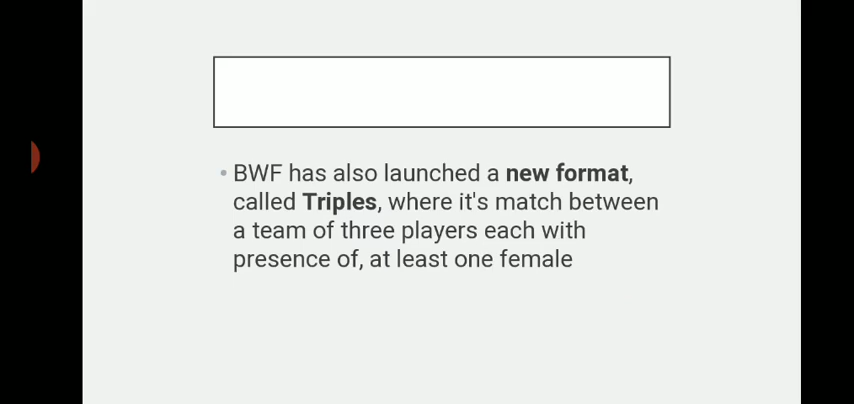 BWF has also launched a new format,
called Triples, where it's match between
a team of three players each with
presence of, at least one female